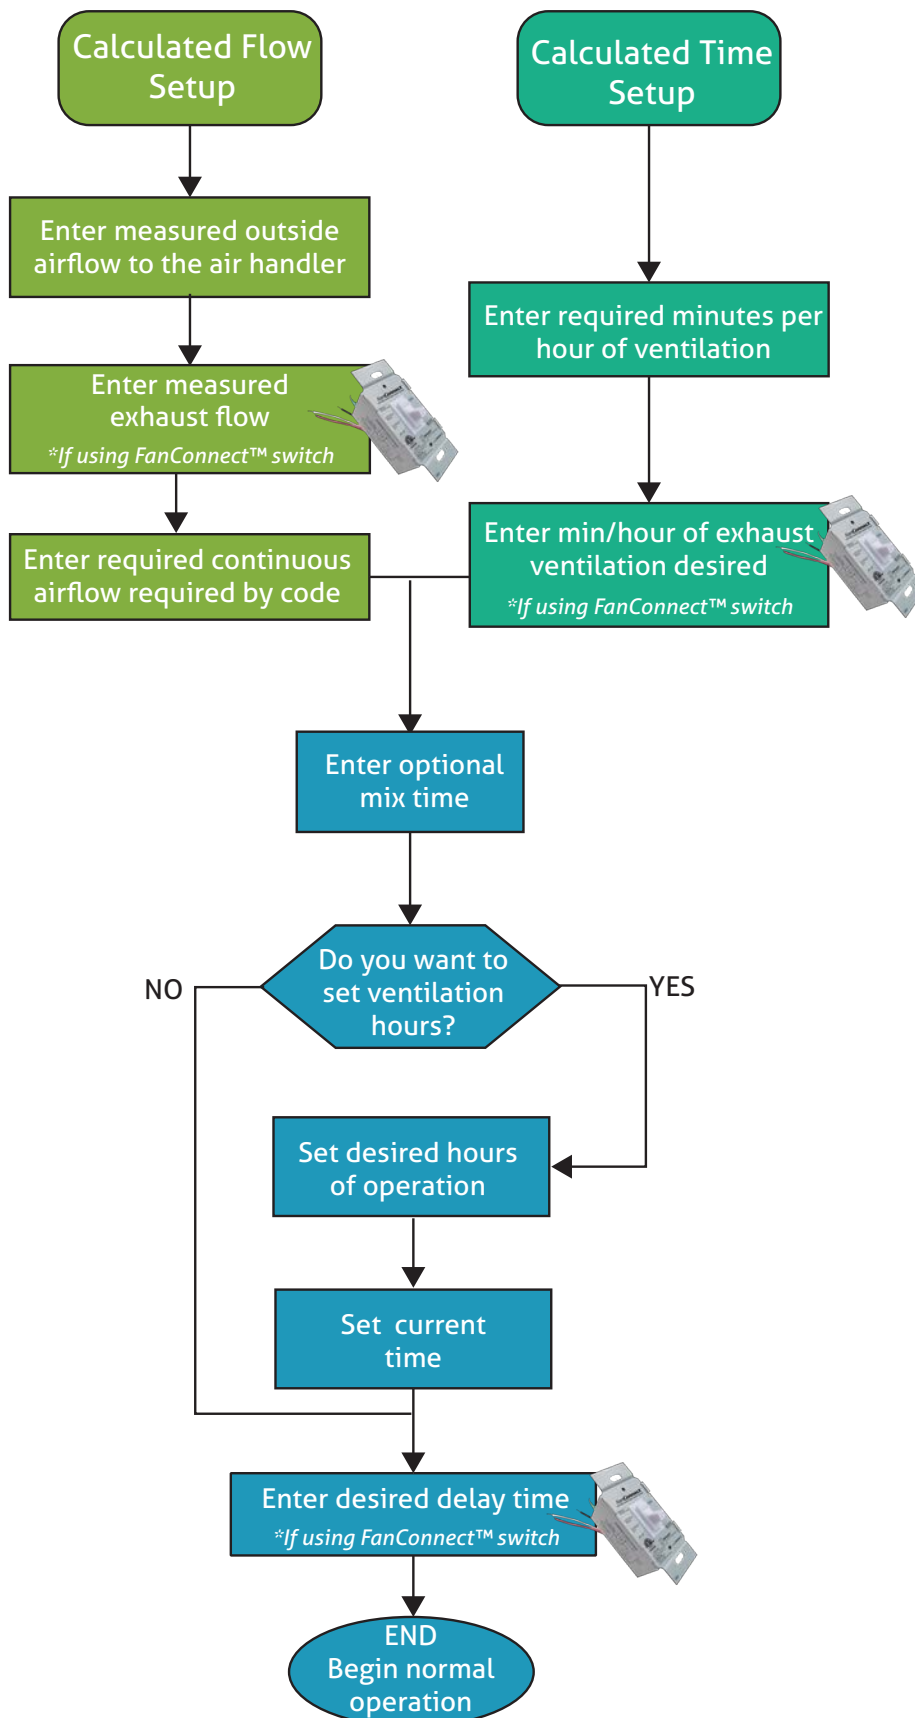 Calculated Flow
Setup
Calculated Time
Setup
Enter measured outside
airflow to the air handler
Enter required minutes per
hour of ventilation
Enter measured
exhaust flow
*If using FanConnect™ switch
Enter required continuous
airflow required by code
Enter min/hour of exhaust
ventilation desired
*If using FanConnect™ switch
Enter optional
mix time
Do you want to
set ventilation
hours?
NO
YES
Set desired hours
of operation
Set current
time
Enter desired delay time
*If using FanConnect™ switch
END
Begin normal
operation